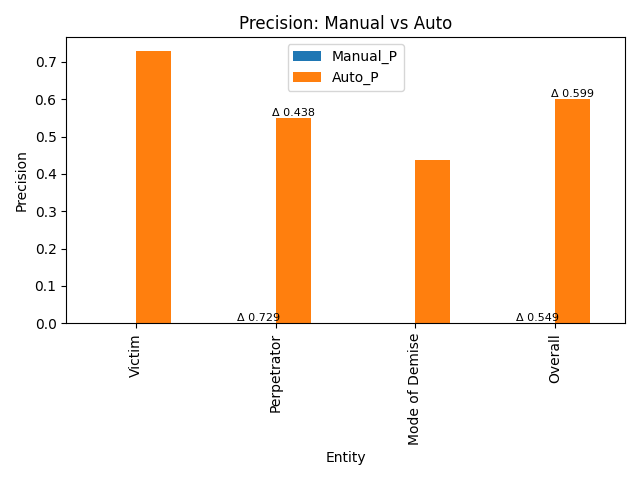 Precision: Manual vs Auto
Manual_P
Auto_P
Precision
0.7
0.6
0.5
0.4
0.3
0.2
0.1
0.0
Δ 0.438
Δ 0.599
Δ 0.729
Δ 0.549
Victim
Perpetrator
Mode of Demise
Overall
Entity